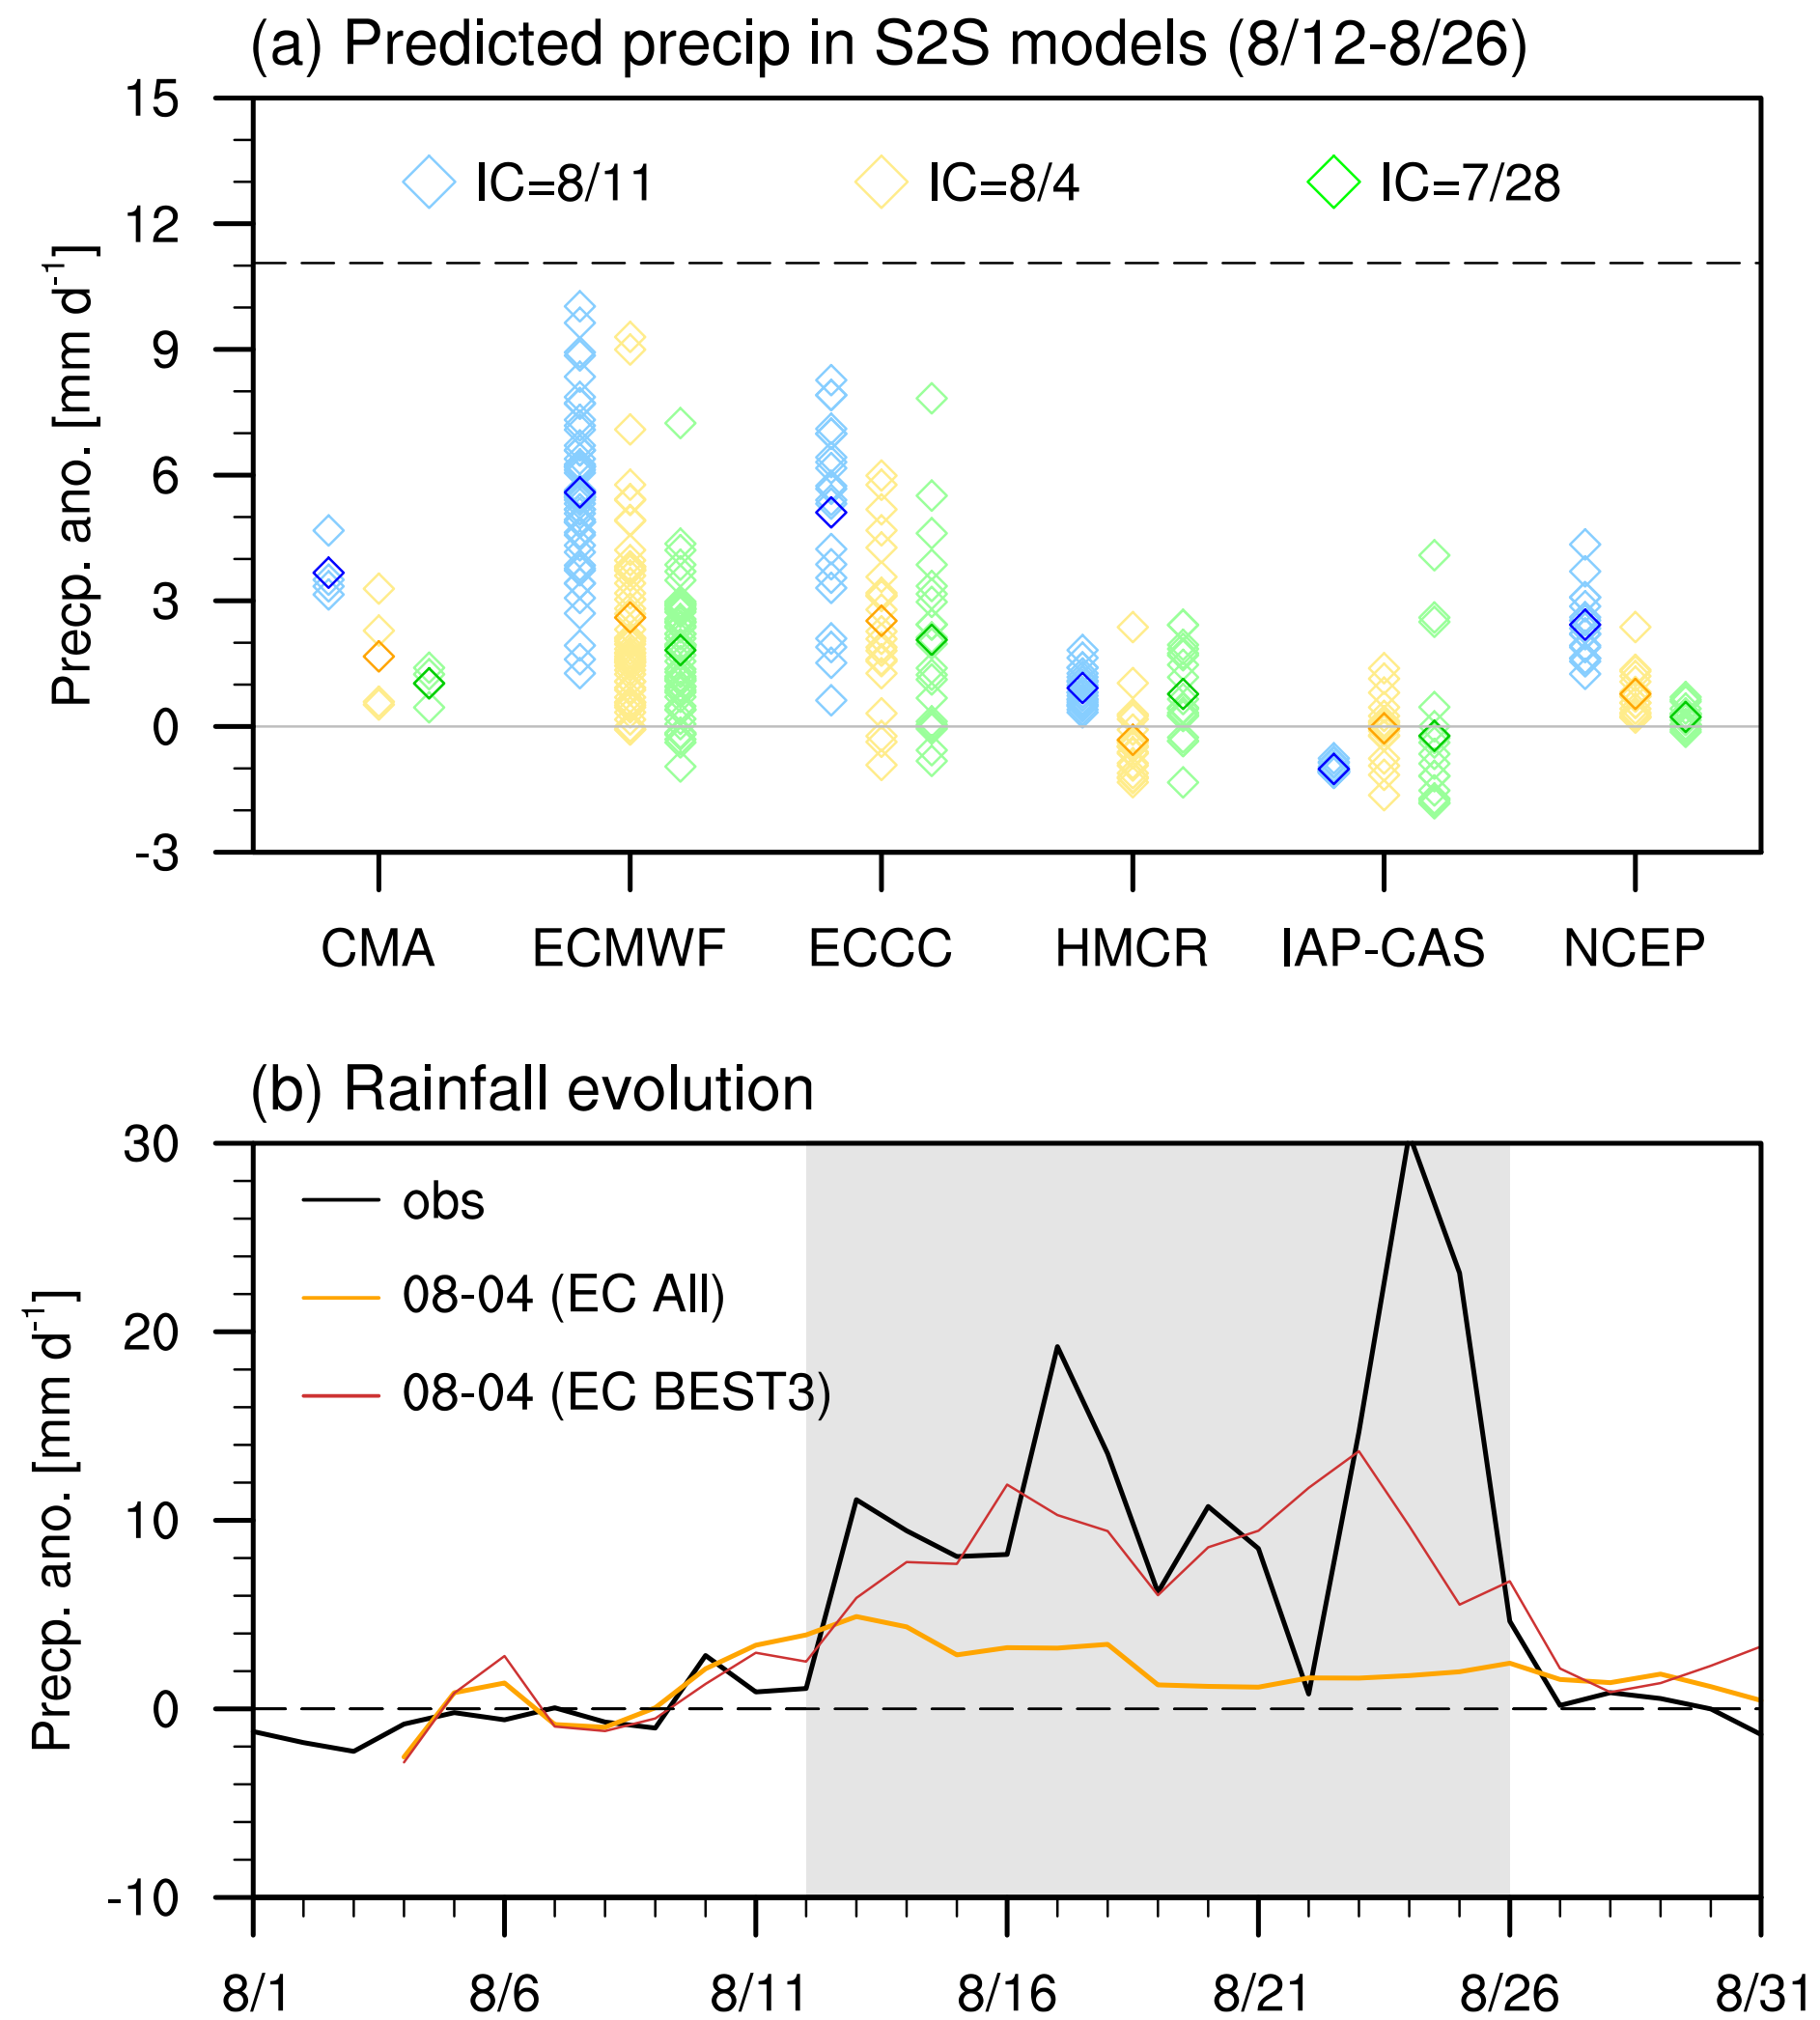 (a) Predicted precip in S2S models (8/12-8/26)
15
12
9
6
3
0
-3
Precp. ano. [mm d-1]
IC=8/11 IC=8/4 IC=7/28
CMA ECMWF ECCC HMCR IAP-CAS NCEP
(b) Rainfall evolution
30
20
10
0
-10
Precp. ano. [mm d-1]
obs
08-04 (EC All)
08-04 (EC BEST3)
8/1 8/6 8/11 8/16 8/21 8/26 8/31